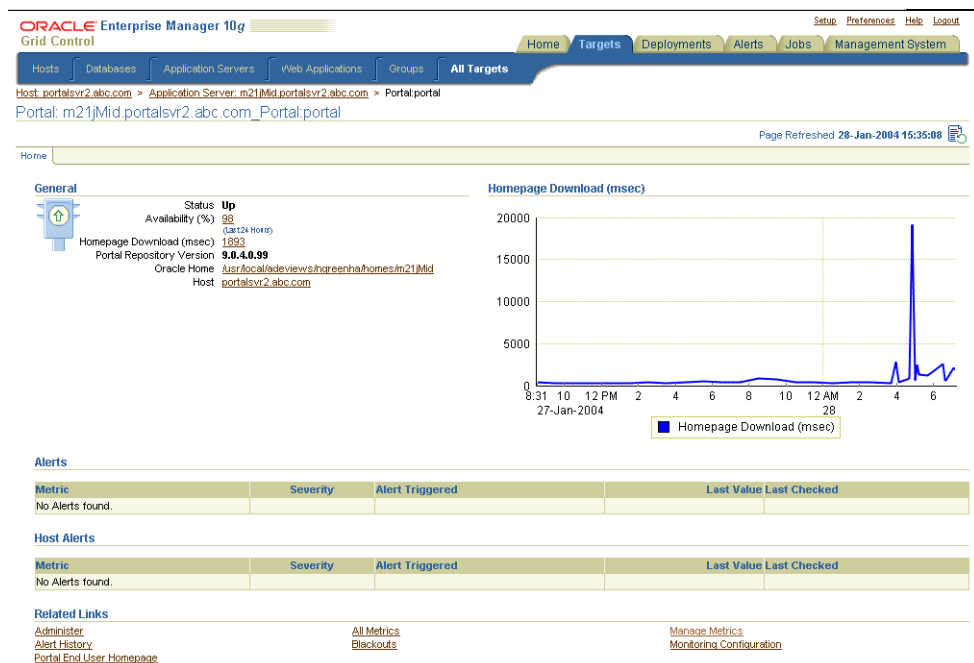 ORACLE Enterprise Manager 10g
Grid Control
Setup Preferences Help Logout
Home Targets Deployments Alerts Jobs Management System
Hosts Databases Application Servers Web Applications Groups All Targets
Host: portalsvr2.abc.com > Application Server: m21jMid.portalsvr2.abc.com > Portal:portal
Portal: m21jMid.portalsvr2.abc.com_Portal:portal
Page Refreshed 28-Jan-2004 15:35:08
Home
General
Status Up
Availability (%) 98
(Last 24 Hours)
Homepage Download (msec) 1893
Portal Repository Version 9.0.4.0.99
Oracle Home /usr/local/adeviews/ngreenha/homes/m21jMid
Host portalsvr2.abc.com
Homepage Download (msec)
20000
15000
10000
5000
0
8:31 10 12 PM 2 4 6 8 10 12 AM 2 4 6
27-Jan-2004 28
Homepage Download (msec)
Alerts
Metric Severity Alert Triggered Last Value Last Checked
No Alerts found.
Host Alerts
Metric Severity Alert Triggered Last Value Last Checked
No Alerts found.
Related Links
Administer All Metrics Manage Metrics
Alert History Blackouts Monitoring Configuration
Portal End User Homepage